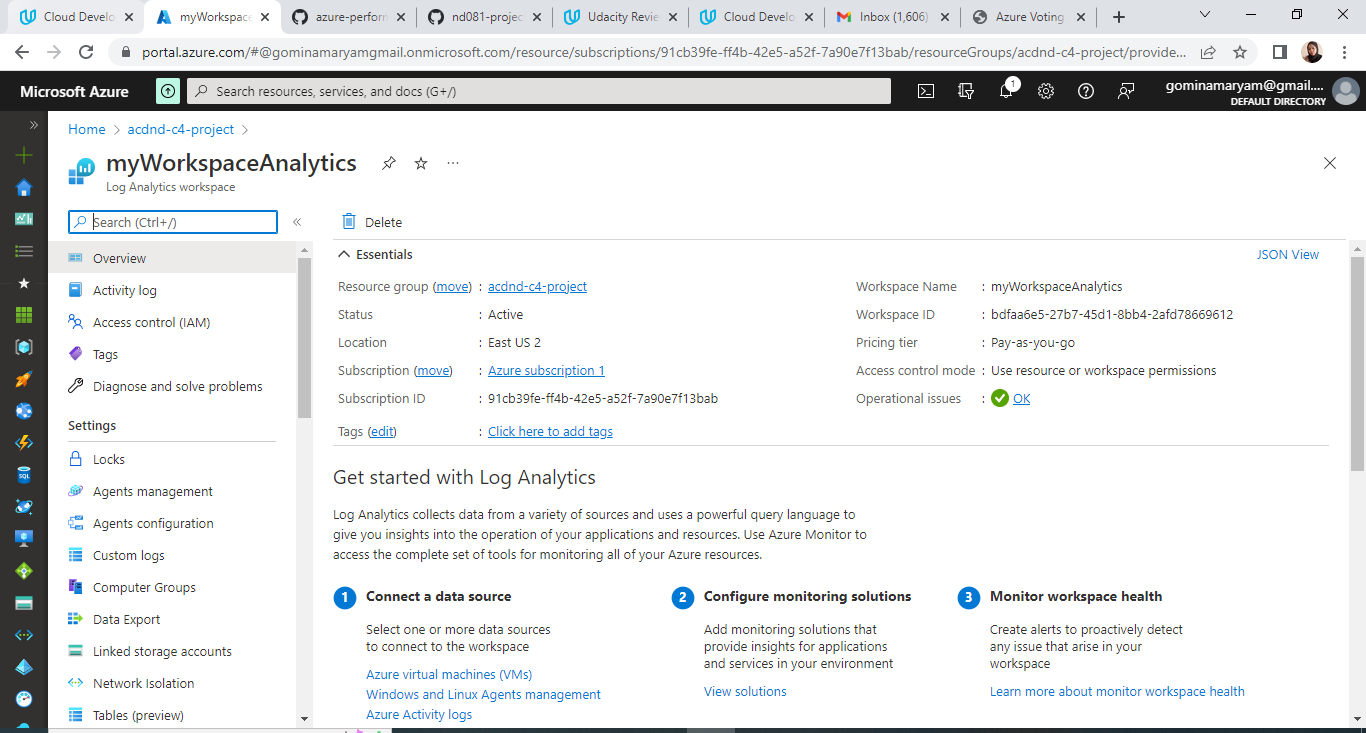 Cloud Develo
myWorkspace
azure-perforn
nd081-projec
Udacity Revie
Cloud Develo
Inbox (1,606)
Azure Voting
portal.azure.com/#@gominamaryamgmail.onmicrosoft.com/resource/subscriptions/91cb39fe-ff4b-42e5-a52f-7a90e7f13bab/resourceGroups/acdnd-c4-project/provide...
Microsoft Azure
Search resources, services, and docs (G+/)
1
gominamaryam@gmail....
DEFAULT DIRECTORY
Home > acdnd-c4-project >
myWorkspaceAnalytics
Log Analytics workspace
Search (Ctrl+/)
Overview
Activity log
Access control (IAM)
Tags
Diagnose and solve problems
Settings
Locks
Agents management
Agents configuration
Custom logs
Computer Groups
Data Export
Linked storage accounts
Network Isolation
Tables (preview)
SQL
Delete
Essentials
JSON View
Resource group (move) : acdnd-c4-project
Status : Active
Location : East US 2
Subscription (move) : Azure subscription 1
Subscription ID : 91cb39fe-ff4b-42e5-a52f-7a90e7f13bab
Tags (edit) : Click here to add tags
Workspace Name : myWorkspaceAnalytics
Workspace ID : bdfaa6e5-27b7-45d1-8bb4-2afd78669612
Pricing tier : Pay-as-you-go
Access control mode : Use resource or workspace permissions
Operational issues : OK
Get started with Log Analytics
Log Analytics collects data from a variety of sources and uses a powerful query language to
give you insights into the operation of your applications and resources. Use Azure Monitor to
access the complete set of tools for monitoring all of your Azure resources.
1 Connect a data source
Select one or more data sources
to connect to the workspace
Azure virtual machines (VMs)
Windows and Linux Agents management
Azure Activity logs
2 Configure monitoring solutions
Add monitoring solutions that
provide insights for applications
and services in your environment
View solutions
3 Monitor workspace health
Create alerts to proactively detect
any issue that arise in your
workspace
Learn more about monitor workspace health